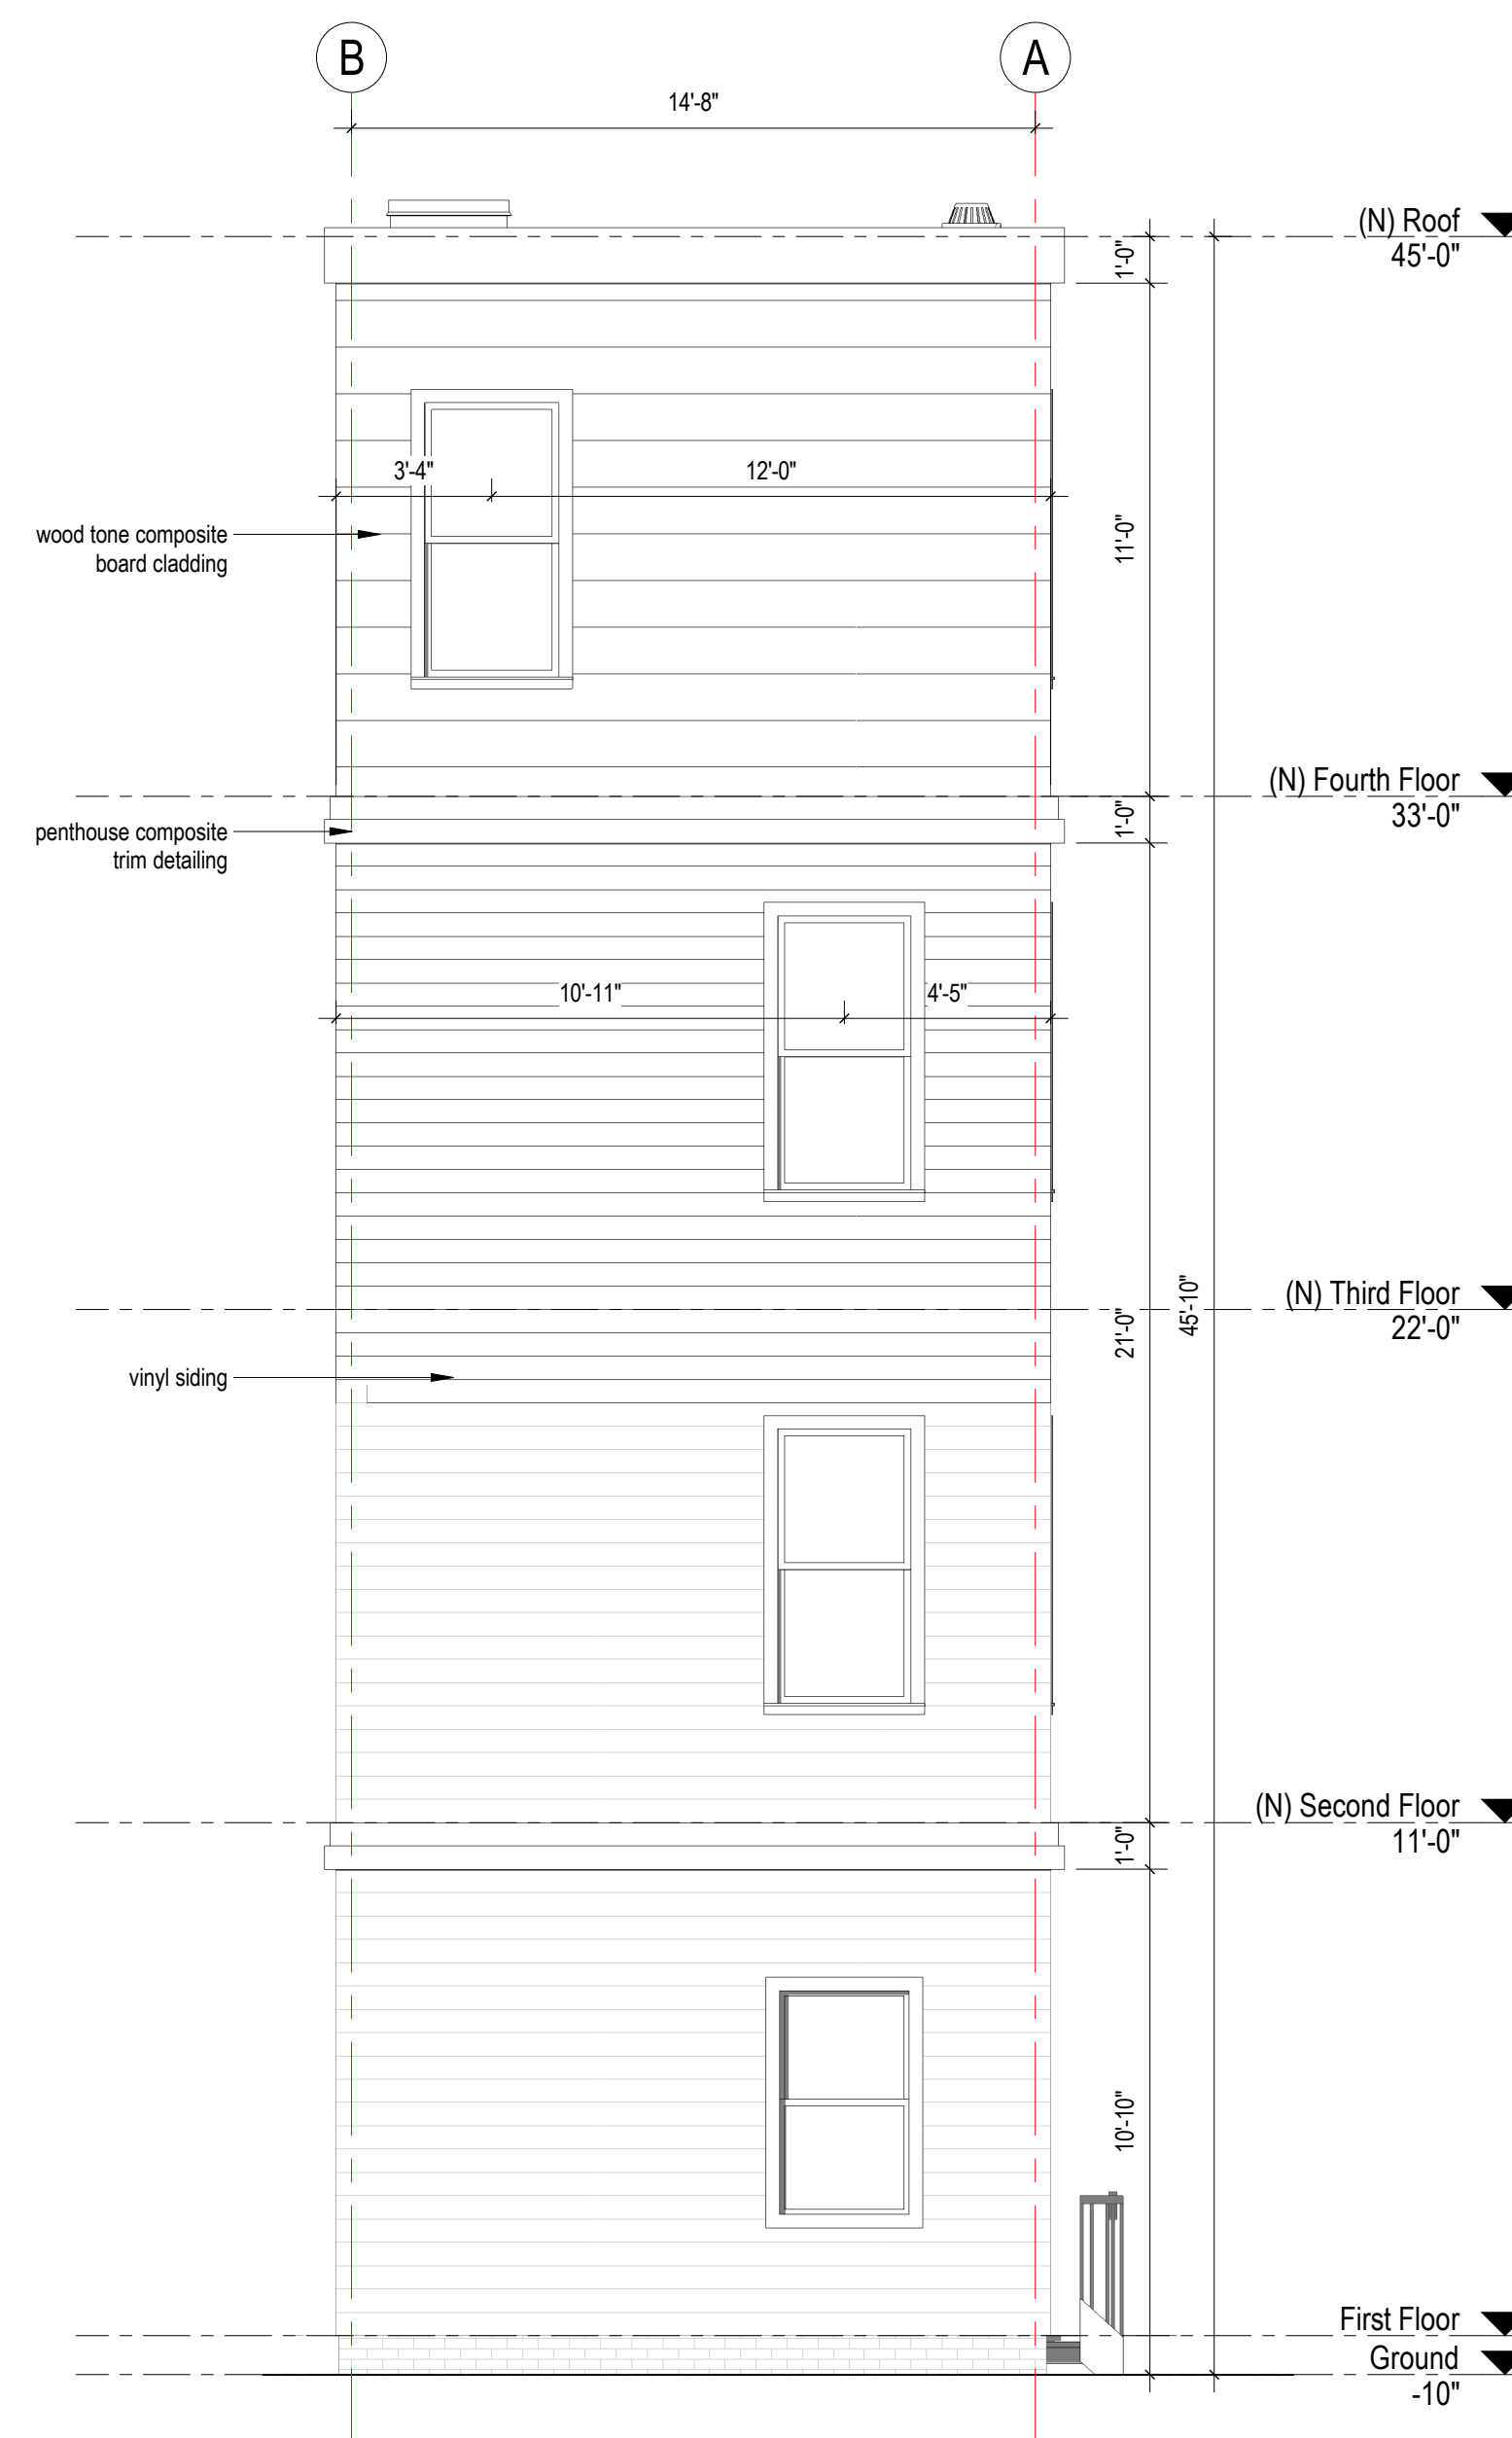 B
A
14'-8"
(N) Roof
45'-0"
1'-0"
3'-4"
12'-0"
wood tone composite
board cladding
11'-0"
(N) Fourth Floor
33'-0"
1'-0"
penthouse composite
trim detailing
10'-11"
4'-5"
(N) Third Floor
22'-0"
21'-0"
45'-10"
vinyl siding
(N) Second Floor
11'-0"
1'-0"
10'-10"
First Floor
Ground
-10"